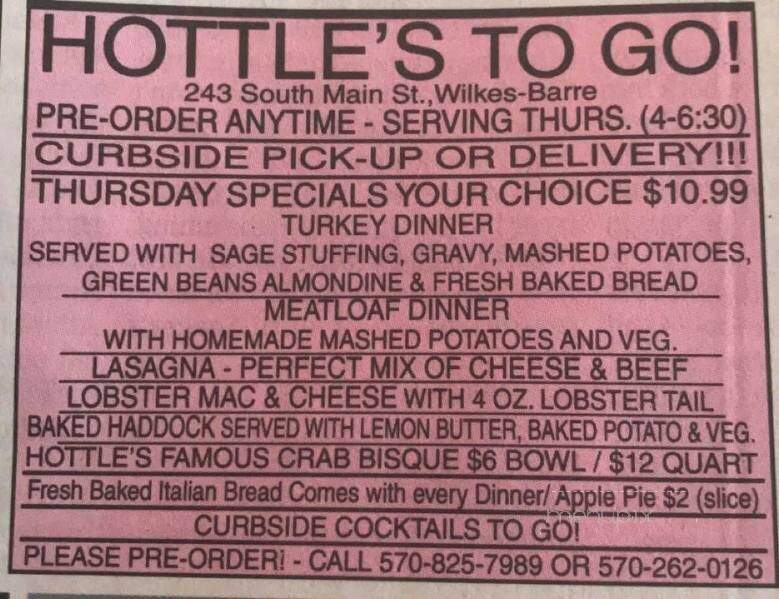 HOTTLE'S TO GO!
243 South Main St.,Wilkes-Barre
PRE-ORDER ANYTIME - SERVING THURS. (4-6:30)
CURBSIDE PICK-UP OR DELIVERY!!!
THURSDAY SPECIALS YOUR CHOICE $10.99
TURKEY DINNER
SERVED WITH SAGE STUFFING, GRAVY, MASHED POTATOES,
GREEN BEANS ALMONDINE & FRESH BAKED BREAD
MEATLOAF DINNER
WITH HOMEMADE MASHED POTATOES AND VEG.
LASAGNA - PERFECT MIX OF CHEESE & BEEF
LOBSTER MAC & CHEESE WITH 4 OZ. LOBSTER TAIL
BAKED HADDOCK SERVED WITH LEMON BUTTER, BAKED POTATO & VEG.
HOTTLE'S FAMOUS CRAB BISQUE $6 BOWL / $12 QUART
Fresh Baked Italian Bread Comes with every Dinner/ Apple Pie $2 (slice)
CURBSIDE COCKTAILS TO GO!
PLEASE PRE-ORDER! - CALL 570-825-7989 OR 570-262-0126